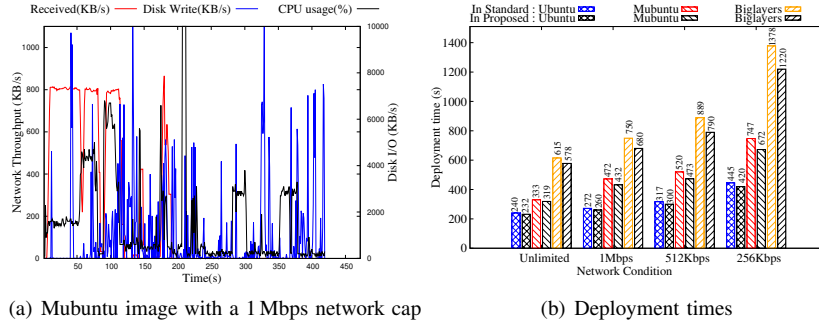 Received(KB/s) Disk Write(KB/s) CPU usage(%)
Network Throughput (KB/s)
1000
800
600
400
200
0
10000
8000
6000
4000
2000
0
Disk I/O (KB/s)
0 50 100 150 200 250 300 350 400 450
Time(s)
(a) Mubuntu image with a 1 Mbps network cap
In Standard : Ubuntu Mubuntu Biglayers
In Proposed : Ubuntu Mubuntu Biglayers
Deployment time (s)
1400
1200
1000
800
600
400
200
240 232 333 319 615 578
272 260 472 432 750 680
317 300 520 473 889 790
445 420 747 672 1378 1220
Unlimited 1Mbps 512Kbps 256Kbps
Network Condition
(b) Deployment times